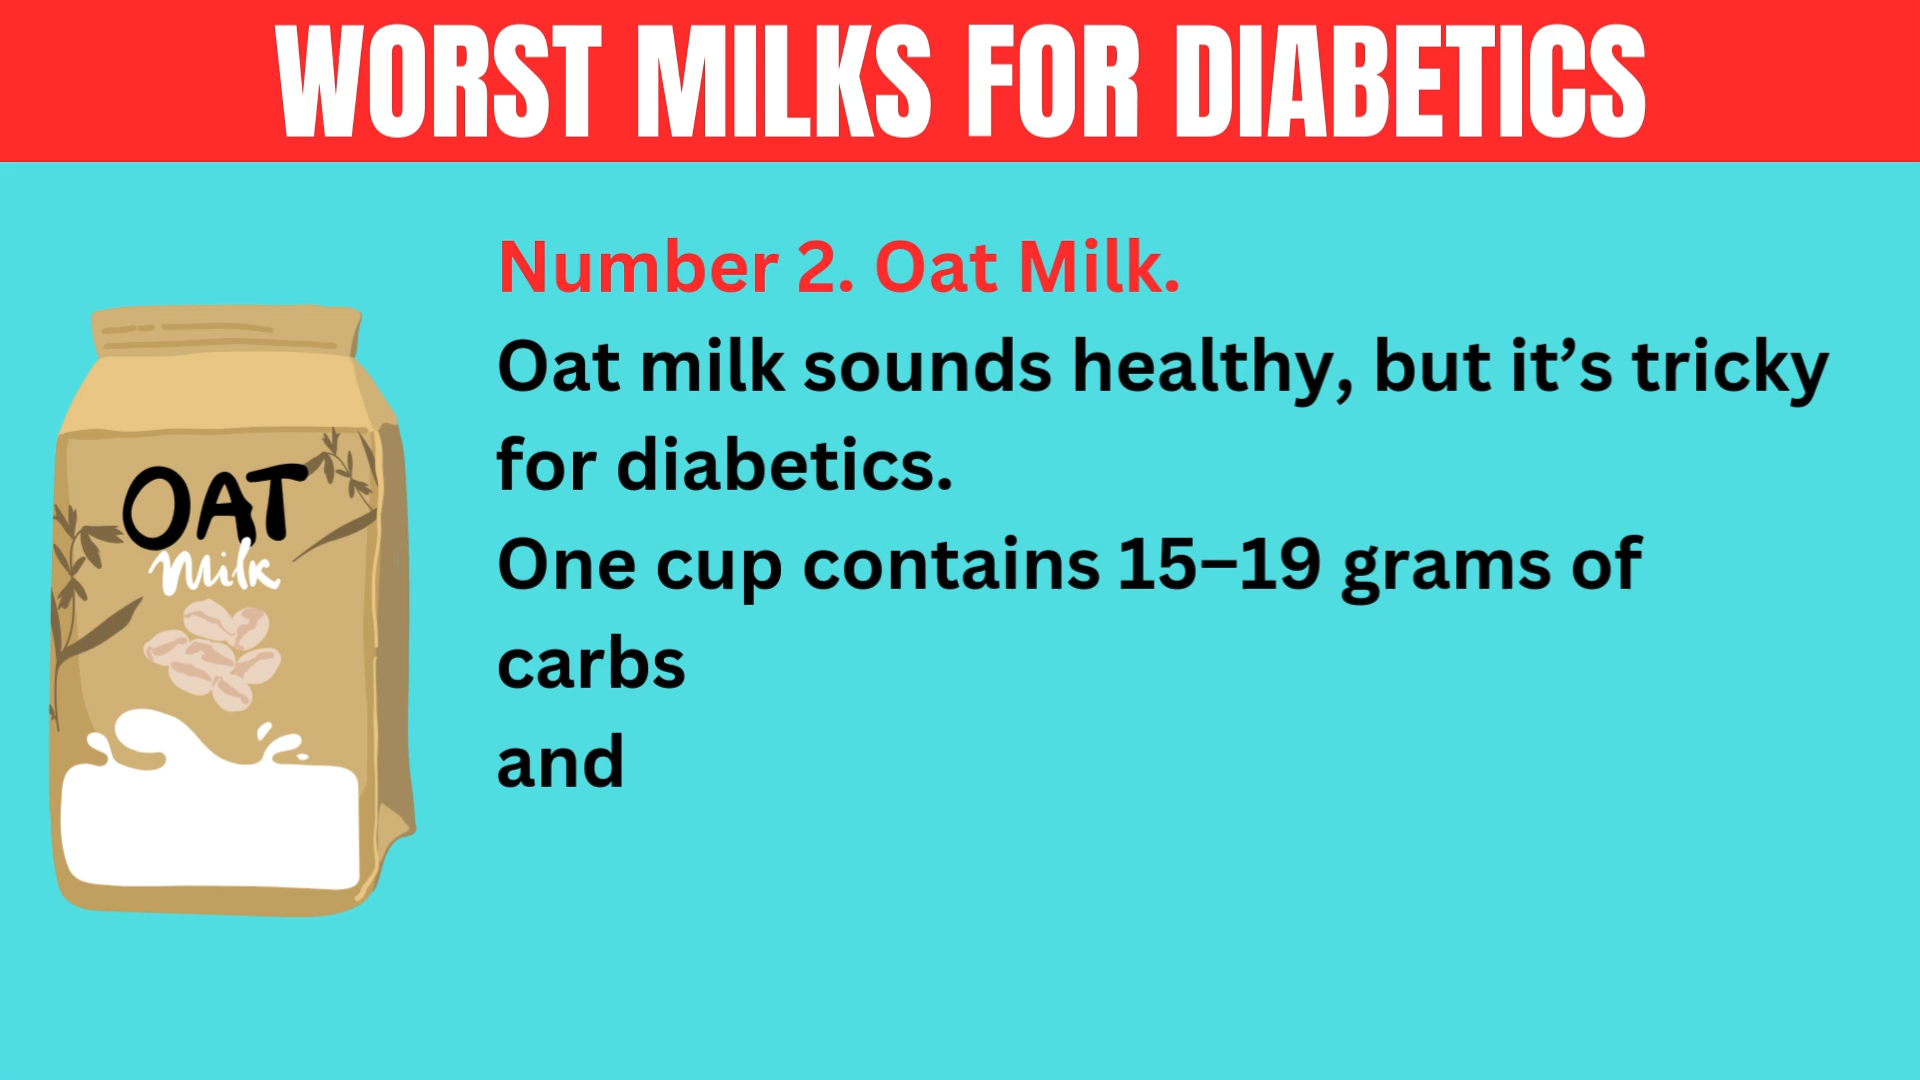 WORST MILKS FOR DIABETICS
Number 2. Oat Milk.
Oat milk sounds healthy, but it’s tricky
for diabetics.
One cup contains 15–19 grams of
carbs
and
OAT
milk